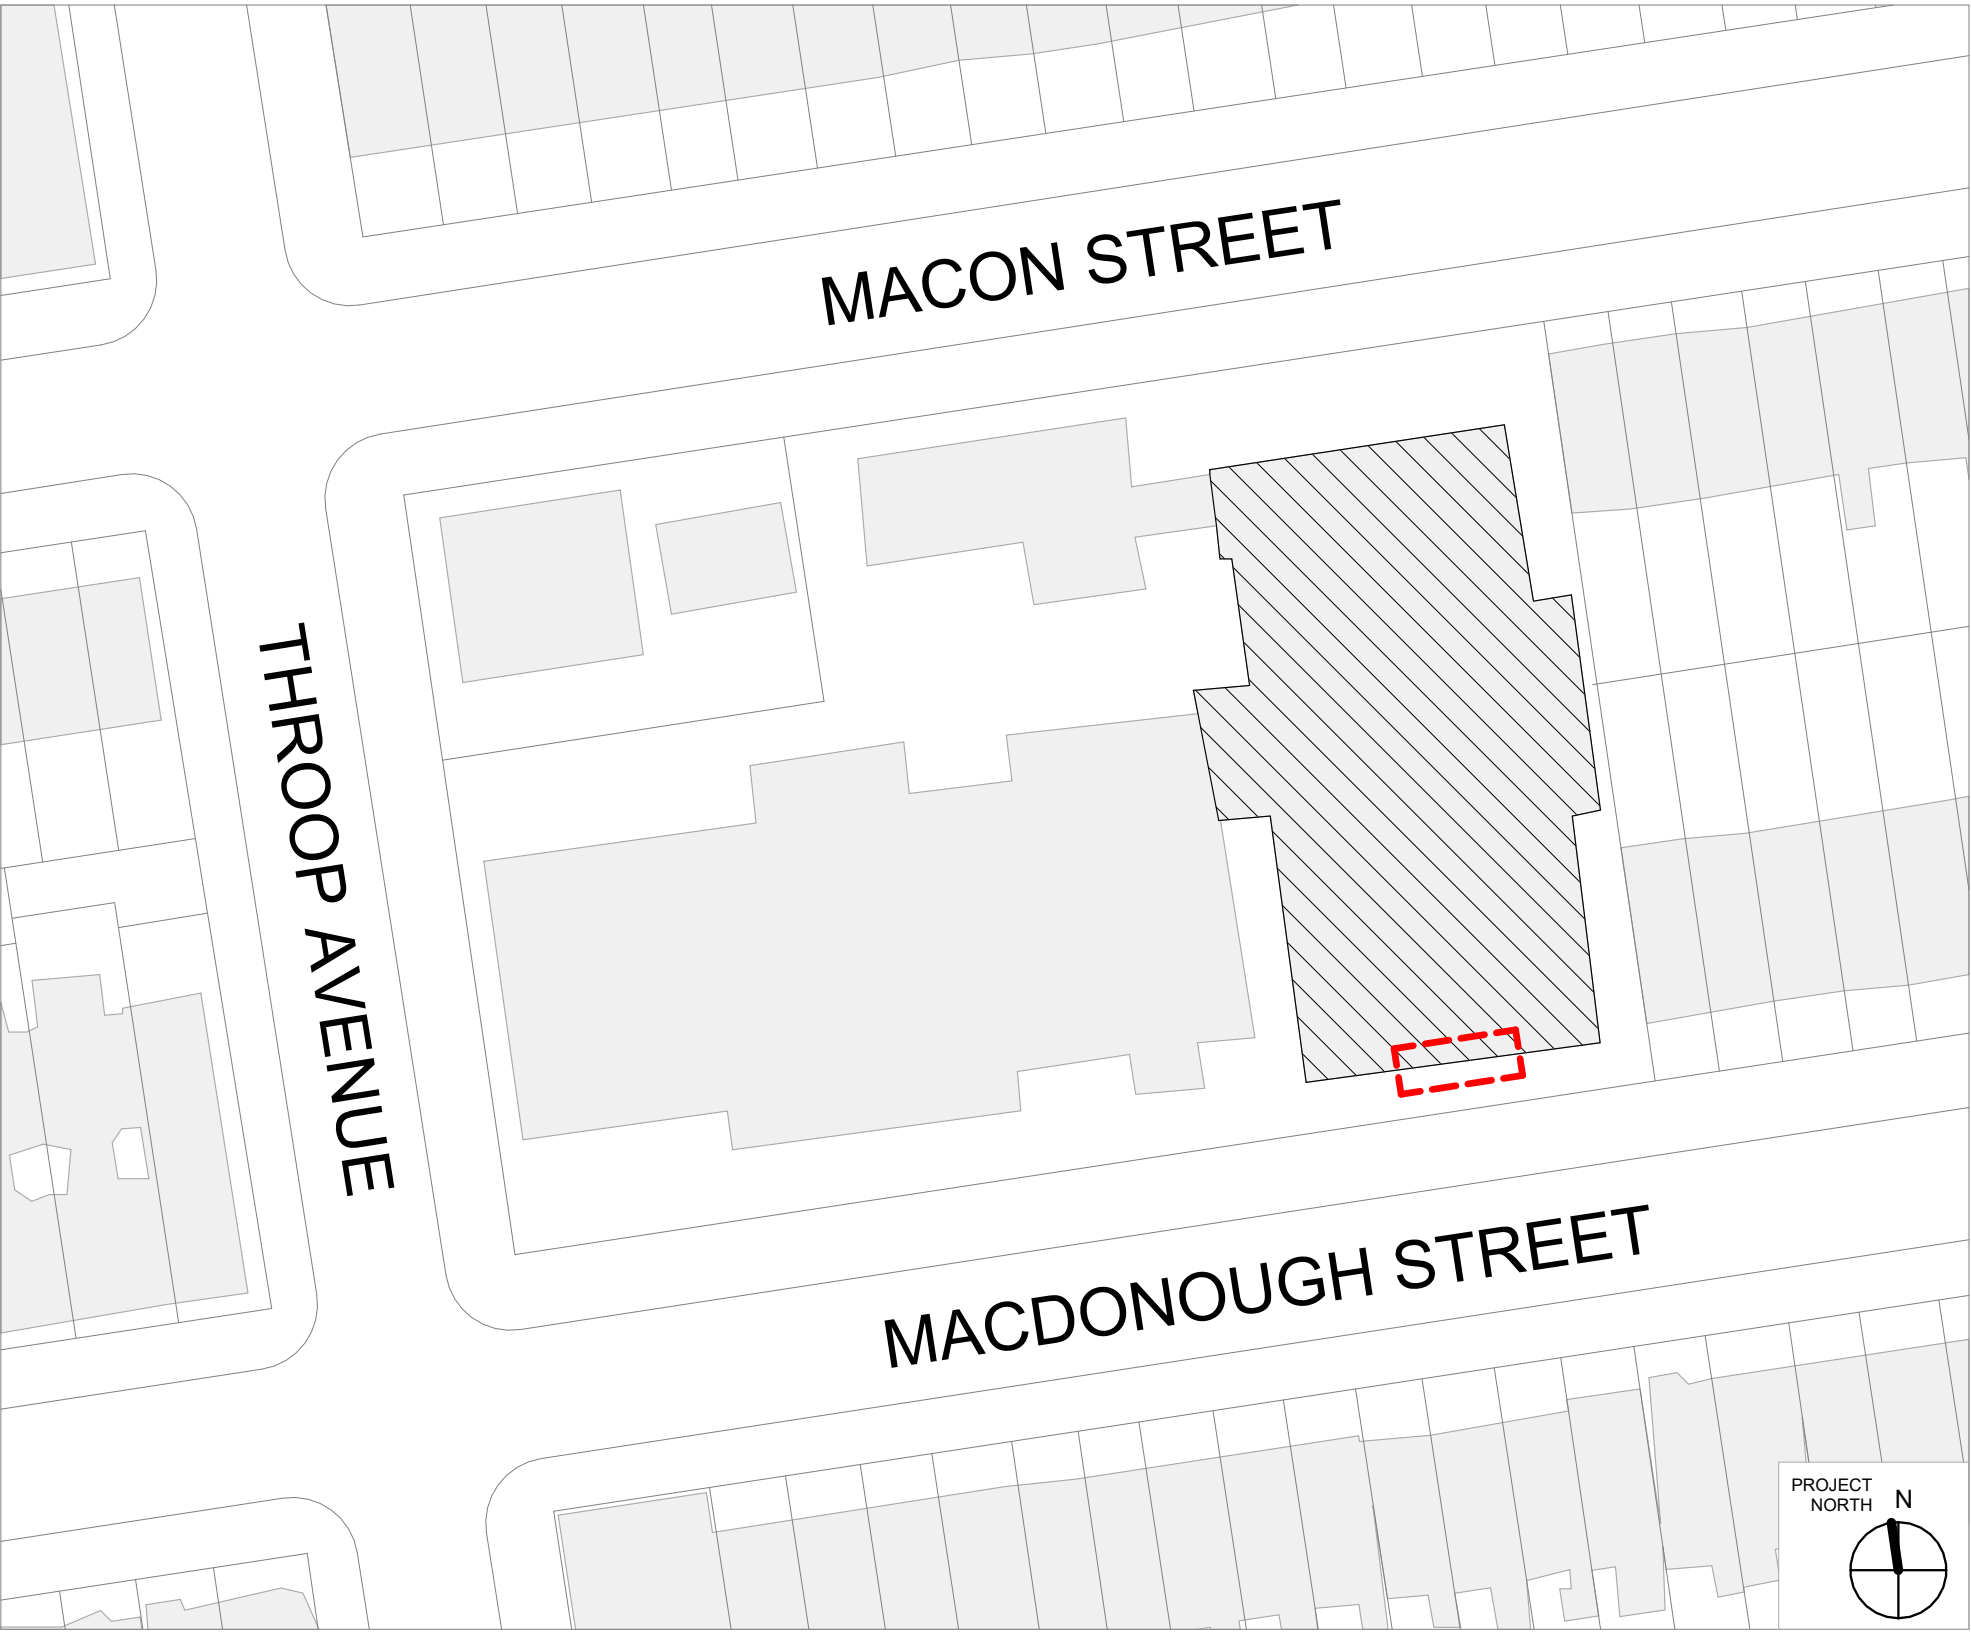 MACON STREET
THROOP AVENUE
MACDONOUGH STREET
PROJECT
NORTH
N